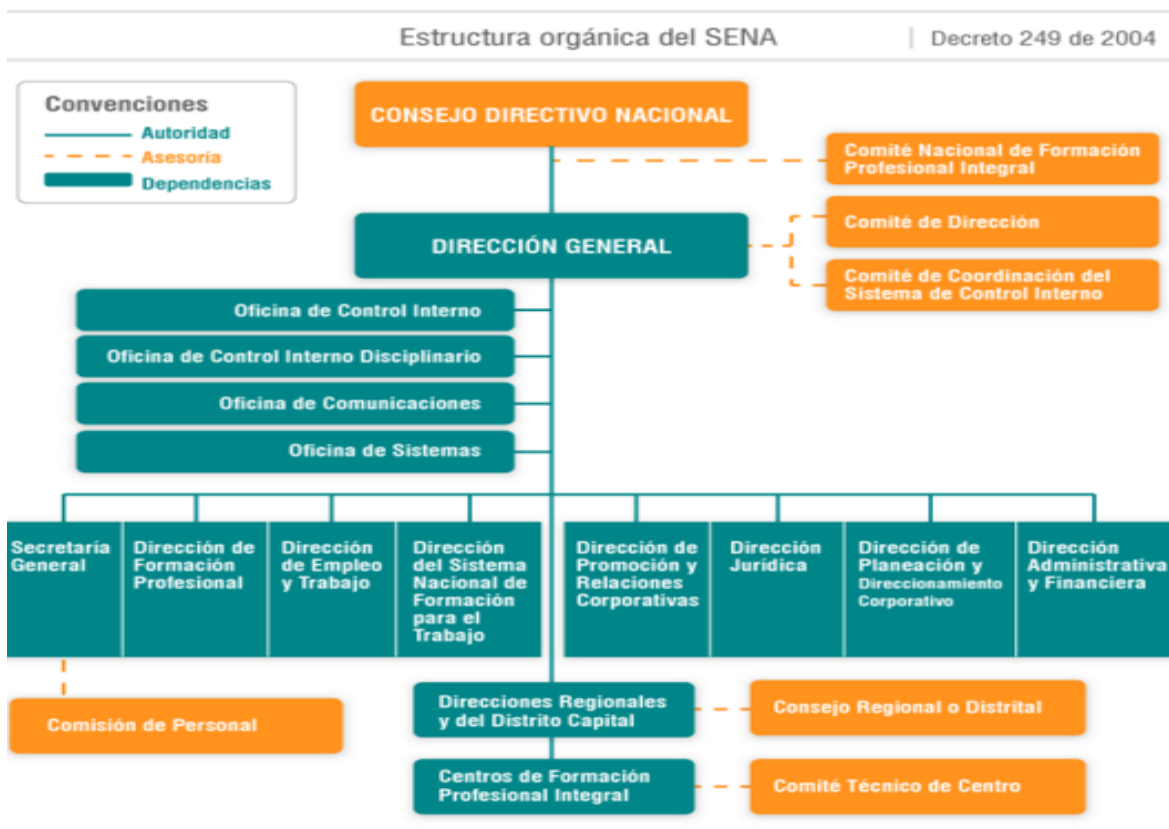 Estructura orgánica del SENA | Decreto 249 de 2004
Convenciones
Autoridad
Asesoría
Dependencias
CONSEJO DIRECTIVO NACIONAL
Comité Nacional de Formación
Profesional Integral
DIRECCIÓN GENERAL
Comité de Dirección
Comité de Coordinación del
Sistema de Control Interno
Oficina de Control Interno
Oficina de Control Interno Disciplinario
Oficina de Comunicaciones
Oficina de Sistemas
Secretaría
General
Dirección de
Formación
Profesional
Dirección
de Empleo
y Trabajo
Dirección
del Sistema
Nacional de
Formación
para el
Trabajo
Dirección de
Promoción y
Relaciones
Corporativas
Dirección
Jurídica
Dirección de
Planeación y
Direccionamiento
Corporativo
Dirección
Administrativa
y Financiera
Comisión de Personal
Direcciones Regionales
y del Distrito Capital
Consejo Regional o Distrital
Centros de Formación
Profesional Integral
Comité Técnico de Centro